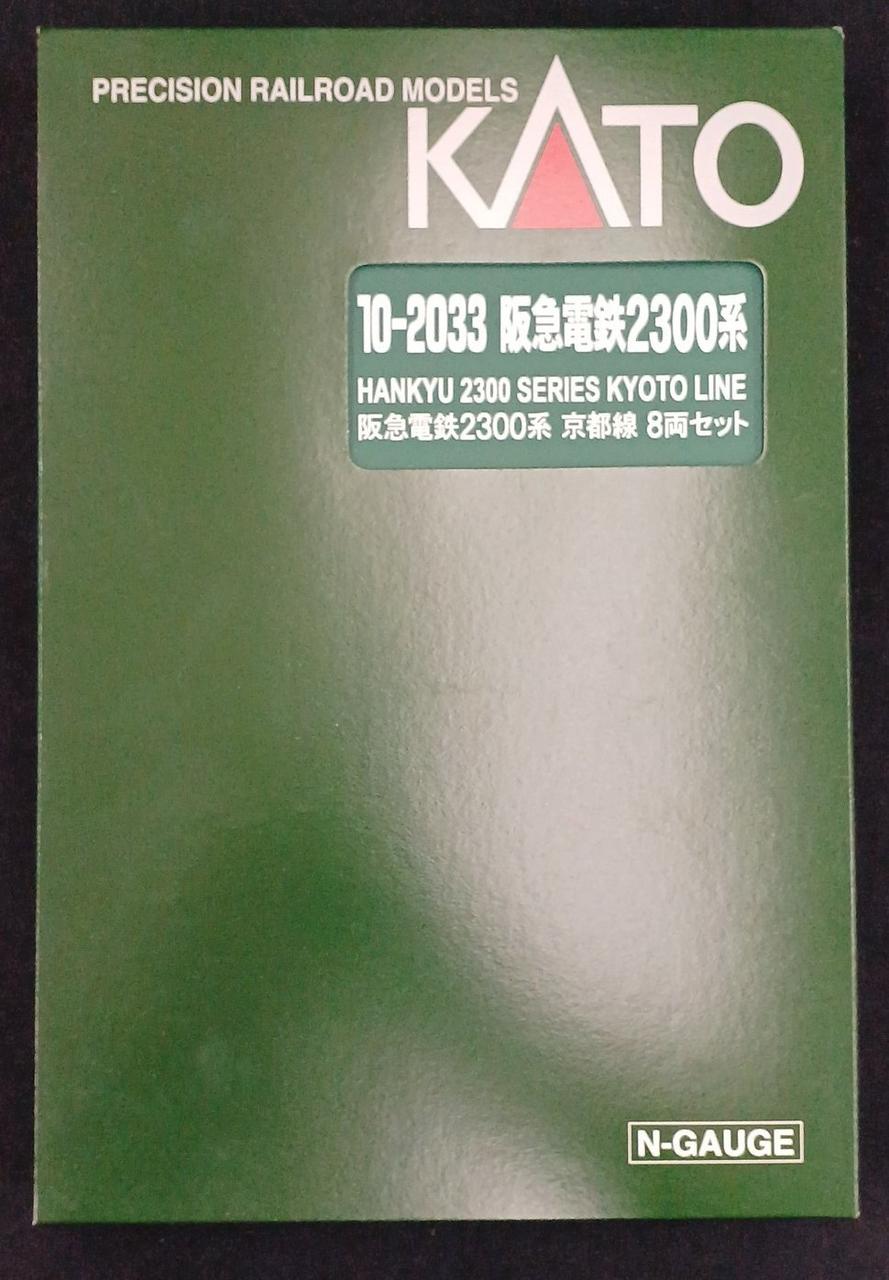 PRECISION RAILROAD MODELS
KATO
10-2033 阪急電鉄2300系
HANKYU 2300 SERIES KYOTO LINE
阪急電鉄2300系 京都線 8両セット
N-GAUGE